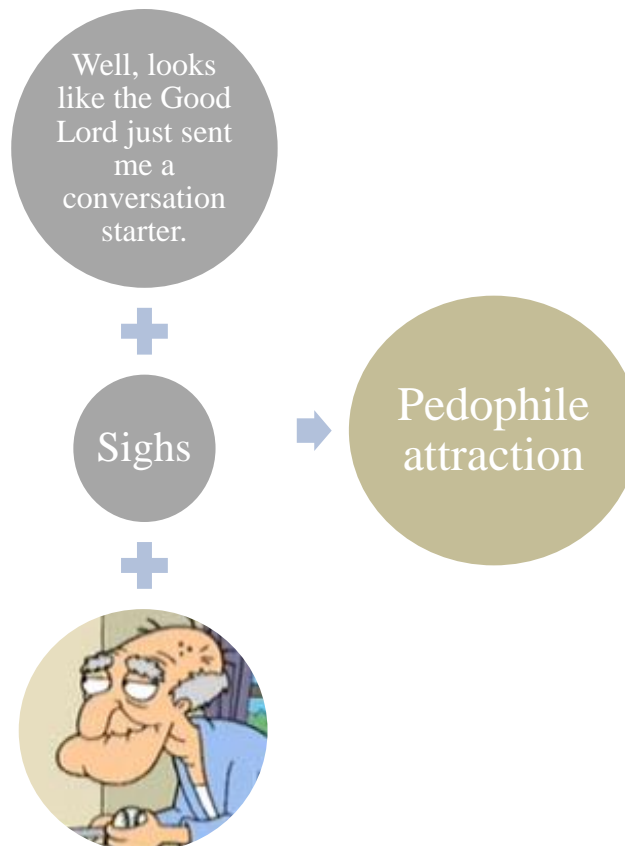 Well, looks
like the Good
Lord just sent
me a
conversation
starter.
Sighs
Pedophile
attraction